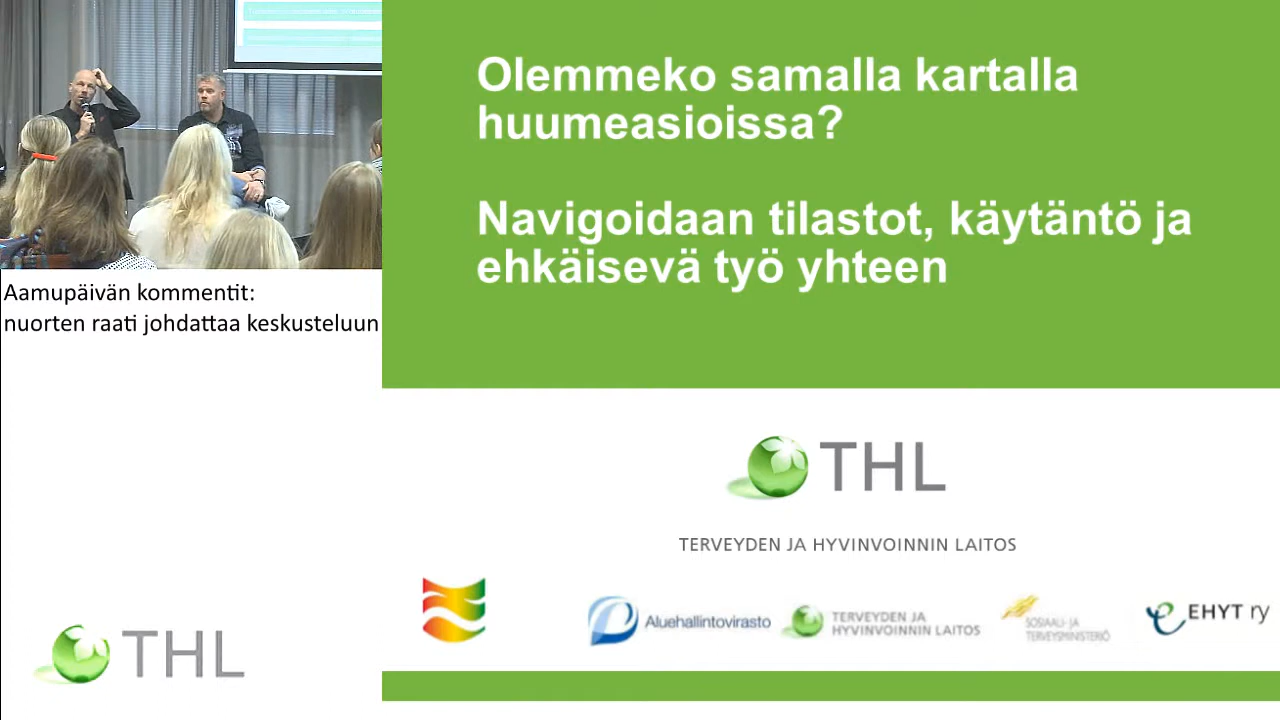 Olemmeko samalla kartalla
huumeasioissa?
Navigoidaan tilastot, käytäntö ja
ehkäisevä työ yhteen
Aamupäivän kommentit:
nuorten raati johdattaa keskusteluun
THL
TERVEYDEN JA HYVINVOINNIN LAITOS
Aluehallintovirasto
TERVEYDEN JA
HYVINVOINNIN LAITOS
SOSIAALI- JA
TERVEYSMINISTERIÖ
EHYT ry
THL